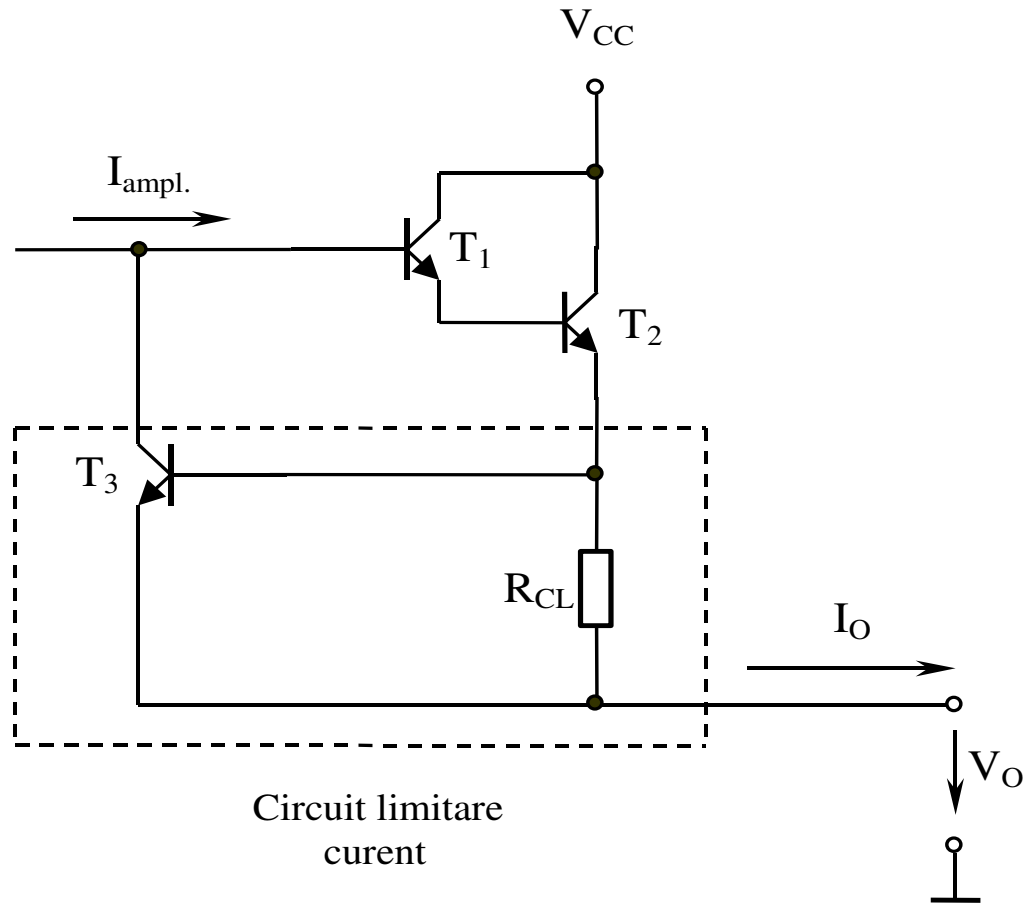 V_CC
I_ampl.
T_1
T_2
T_3
R_CL
I_O
V_O
Circuit limitare
curent